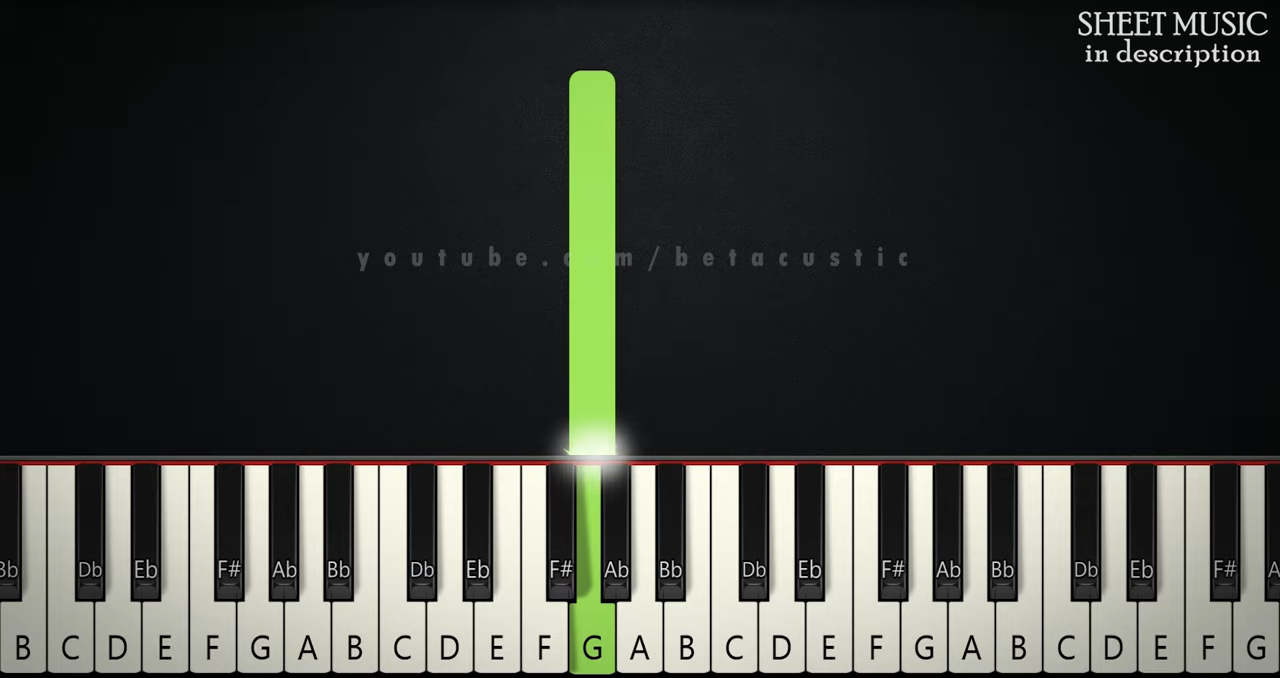 SHEET MUSIC
in description
youtube.com/betacustic
Bb Db Eb F# Ab Bb Db Eb F# Ab Bb Db Eb F# Ab Bb Db Eb F# A
B C D E F G A B C D E F G A B C D E F G A B C D E F G